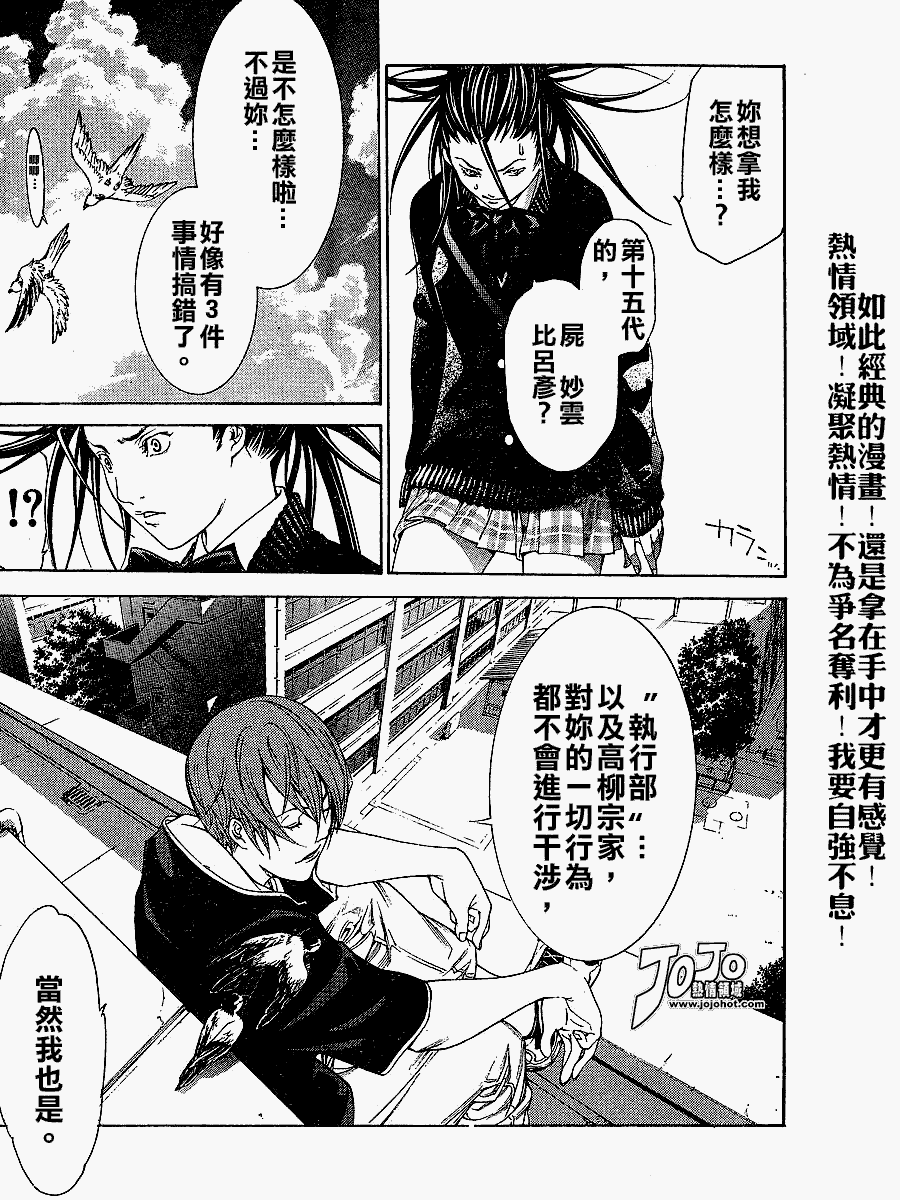 妳想拿我
怎麼樣…?
第十五代
的，
屍　妙雲
比呂彥?
カラン
是不怎麼樣啦…
不過妳…
好像有3件
事情搞錯了。
唧唧…
!?
〝執行部〞…
以及高柳宗家，
對妳的一切行為
都不會進行干涉，
當然我也是。
JOJO
熱情領域
www.jojohot.com
如此經典的漫畫！還是拿在手中才更有感覺！
熱情領域！凝聚熱情！不為爭名奪利！我要自強不息！